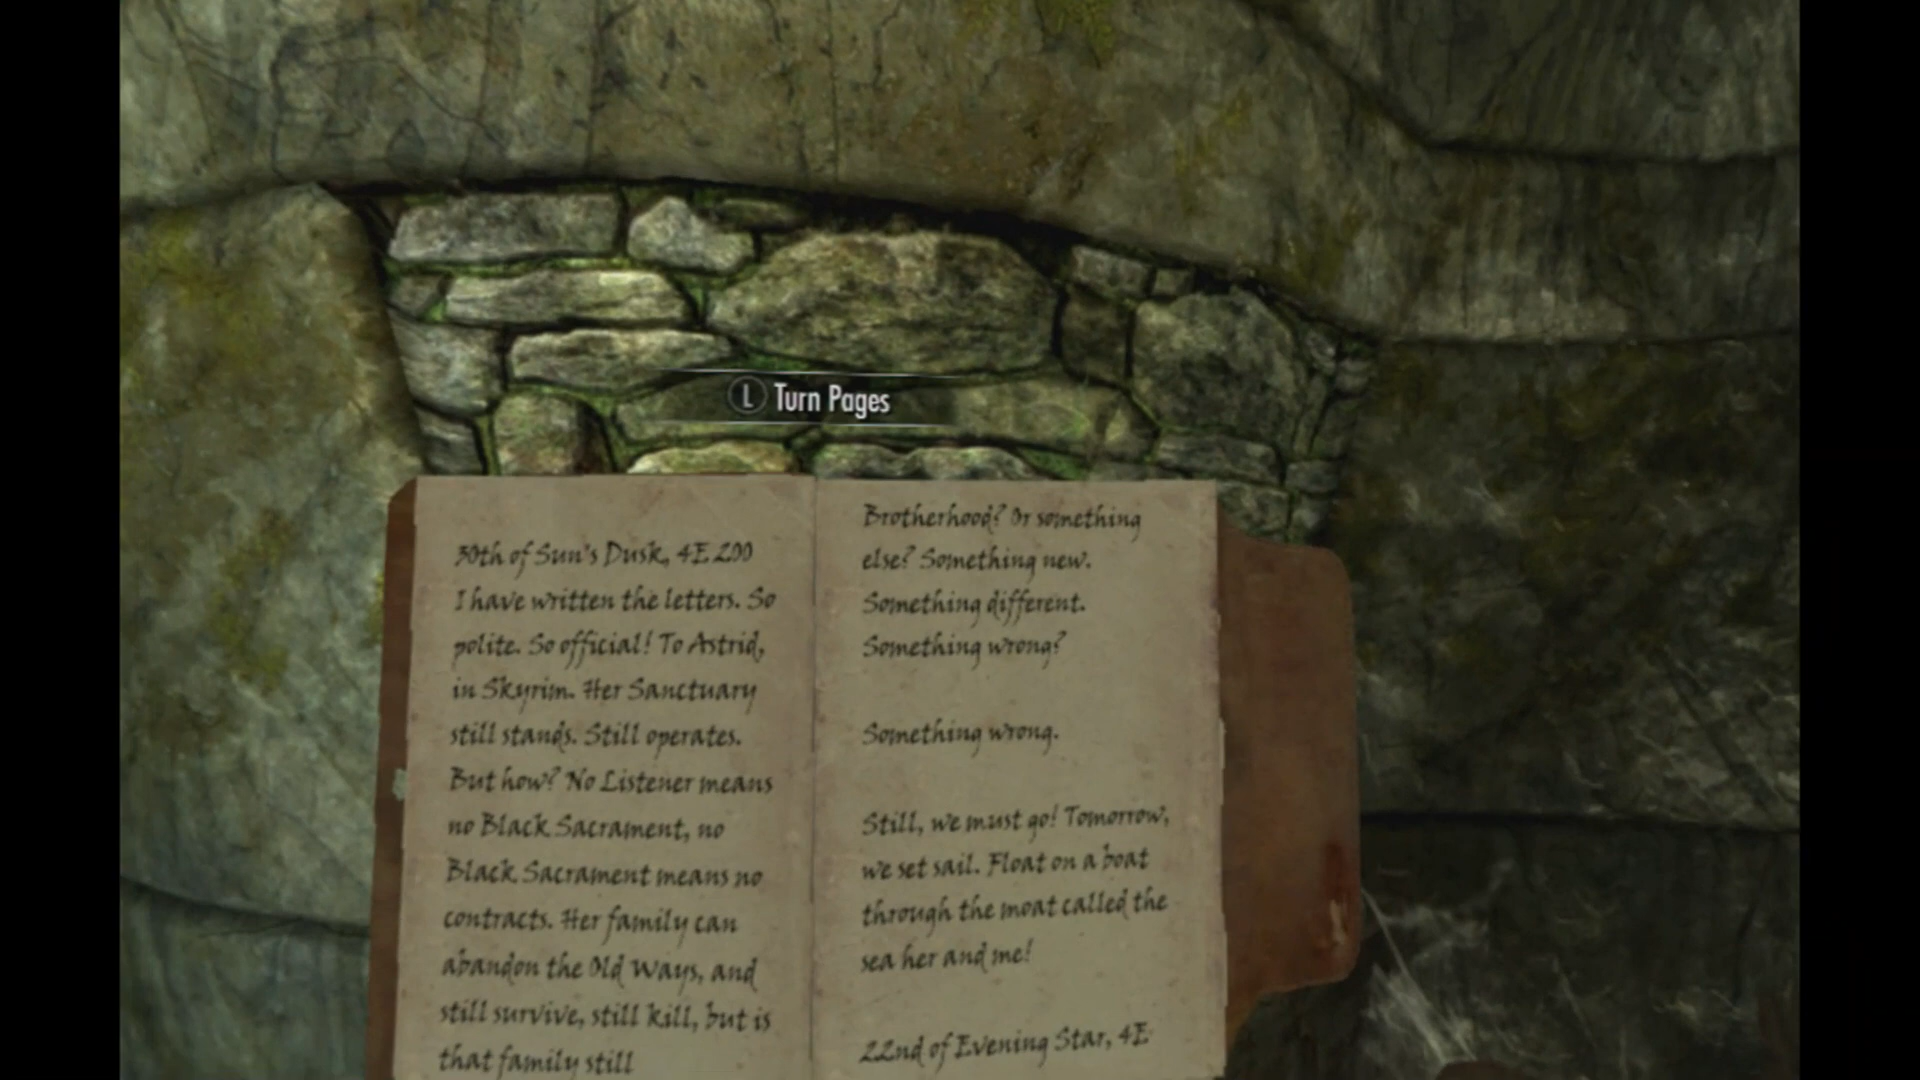 L Turn Pages
30th of Sun's Dusk, 4E 200
I have written the letters. So
polite. So official! To Astrid,
in Skyrim. Her Sanctuary
still stands. Still operates.
But how? No Listener means
no Black Sacrament, no
Black Sacrament means no
contracts. Her family can
abandon the Old Ways, and
still survive, still kill, but is
that family still
Brotherhood? Or something
else? Something new.
Something different.
Something wrong?
Something wrong.
Still, we must go! Tomorrow,
we set sail. Float on a boat
through the moat called the
sea her and me!
22nd of Evening Star, 4E